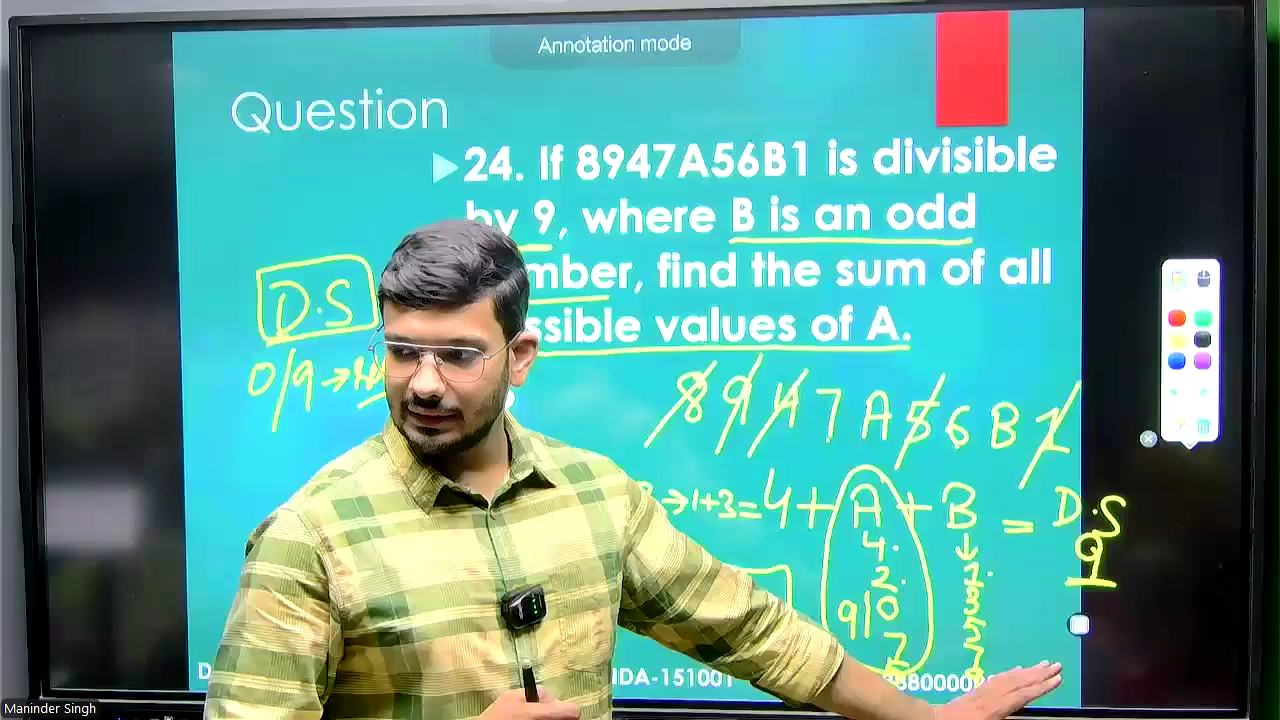 Annotation mode
Question
24. If 8947A56B1 is divisible
by 9, where B is an odd
mber, find the sum of all
ssible values of A.
D.S
0/9→
8 9 4 7 A 5 6 B 1
→1+3=4+A+B=D.S
4
2
9/0
7
9
IDA-151001
Maninder Singh